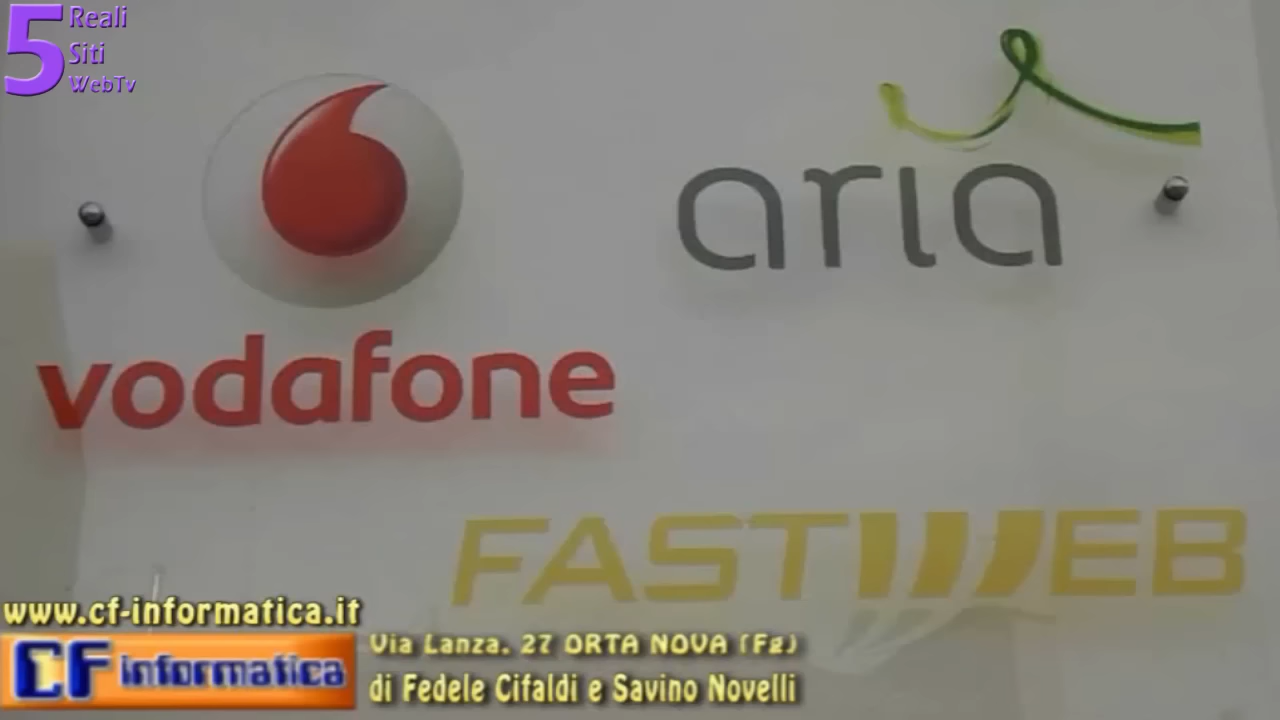 5 Reali
Siti
WebTv
aria
vodafone
FASTWEB
www.cf-informatica.it
CF informatica
Via Lanza. 27 ORTA NOVA (Fg)
di Fedele Cifaldi e Savino Novelli